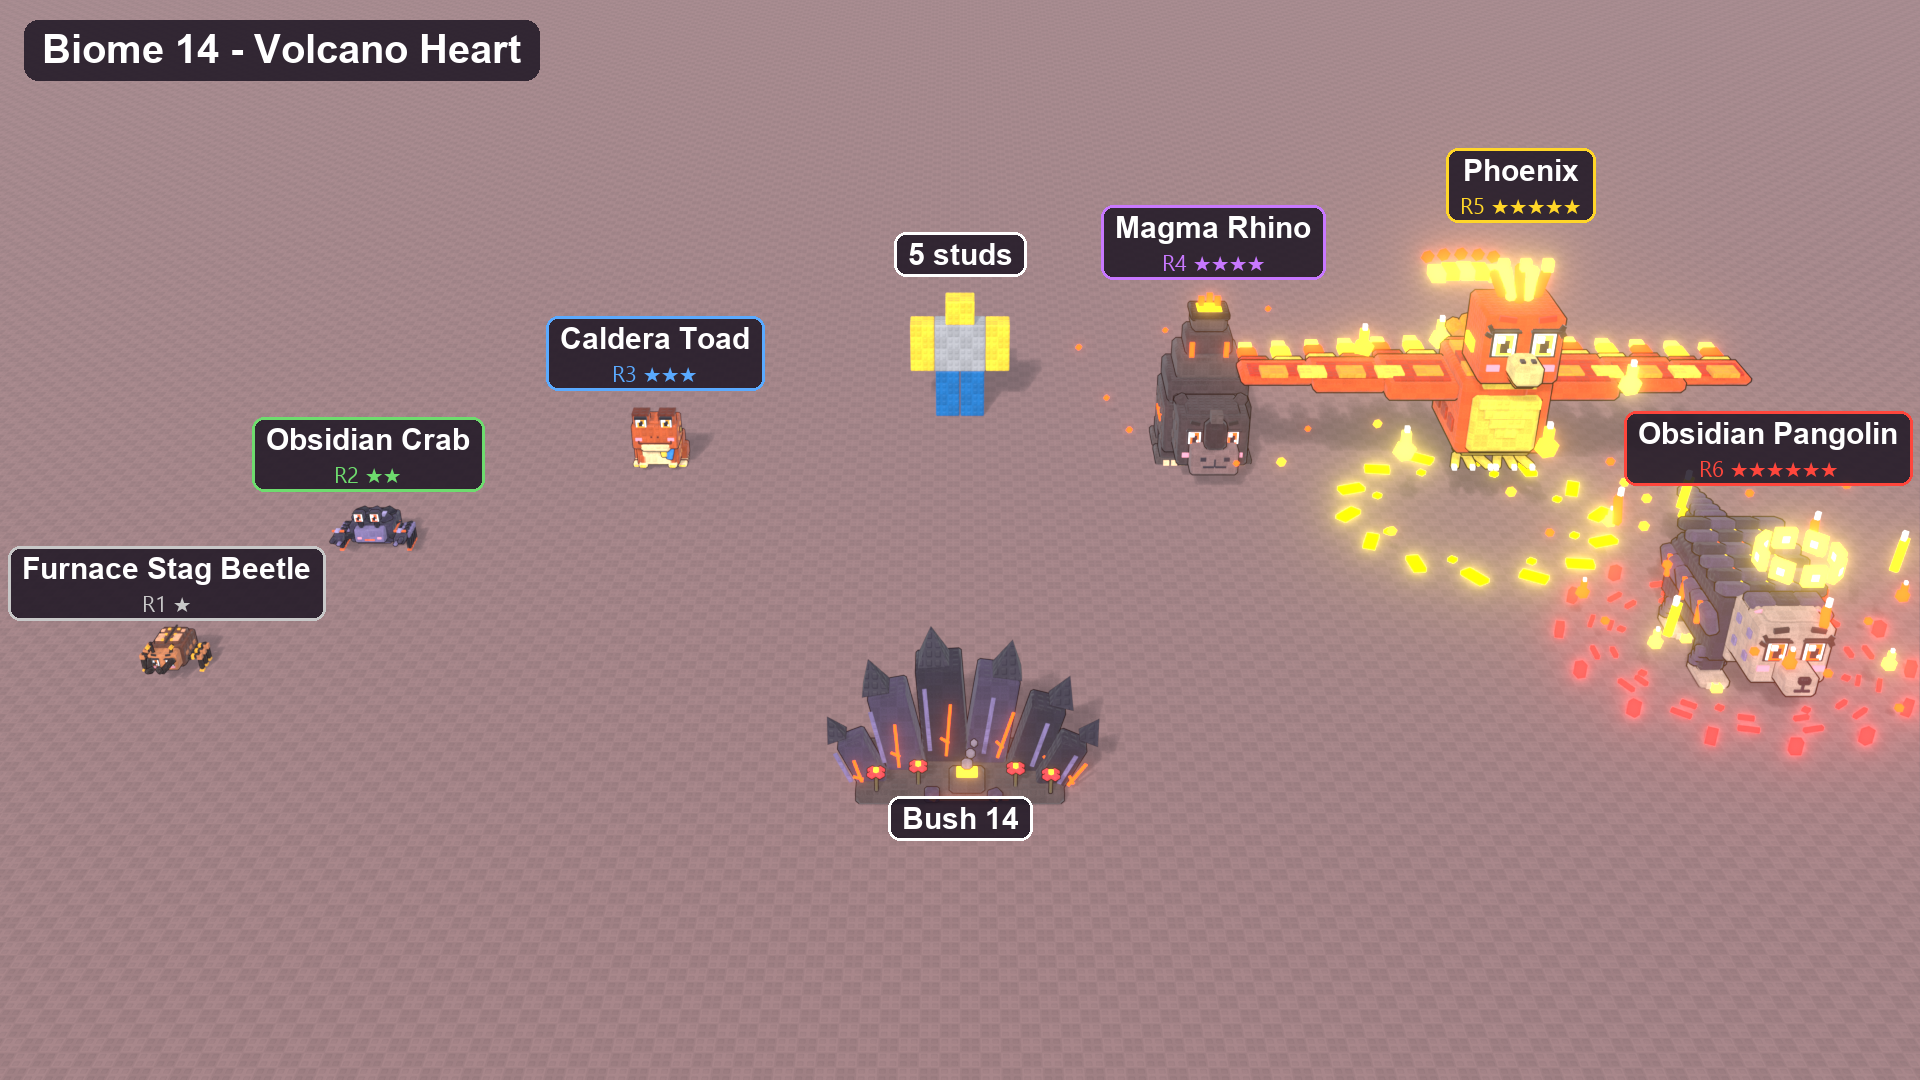 Biome 14 - Volcano Heart
Phoenix
R5 ★★★★★
Magma Rhino
R4 ★★★★
5 studs
Caldera Toad
R3 ★★★
Obsidian Crab
R2 ★★
Obsidian Pangolin
R6 ★★★★★★
Furnace Stag Beetle
R1 ★
Bush 14